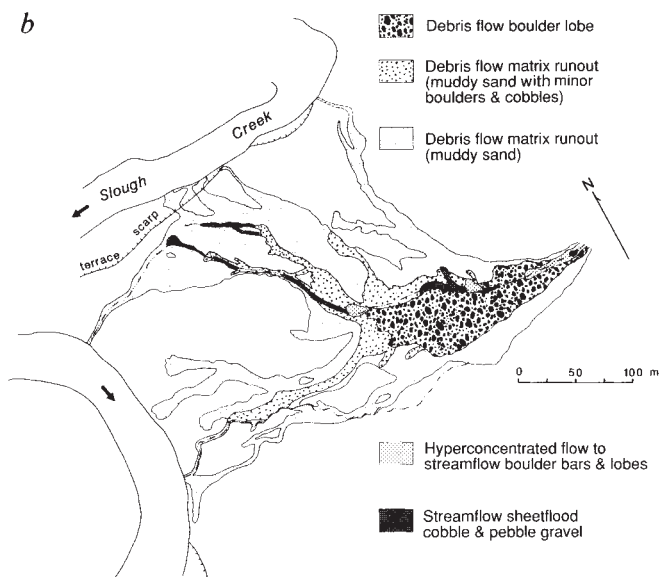 b
Debris flow boulder lobe
Debris flow matrix runout
(muddy sand with minor
boulders & cobbles)
Debris flow matrix runout
(muddy sand)
Slough Creek
terrace scarp
N
0 50 100 m
Hyperconcentrated flow to
streamflow boulder bars & lobes
Streamflow sheetflood
cobble & pebble gravel